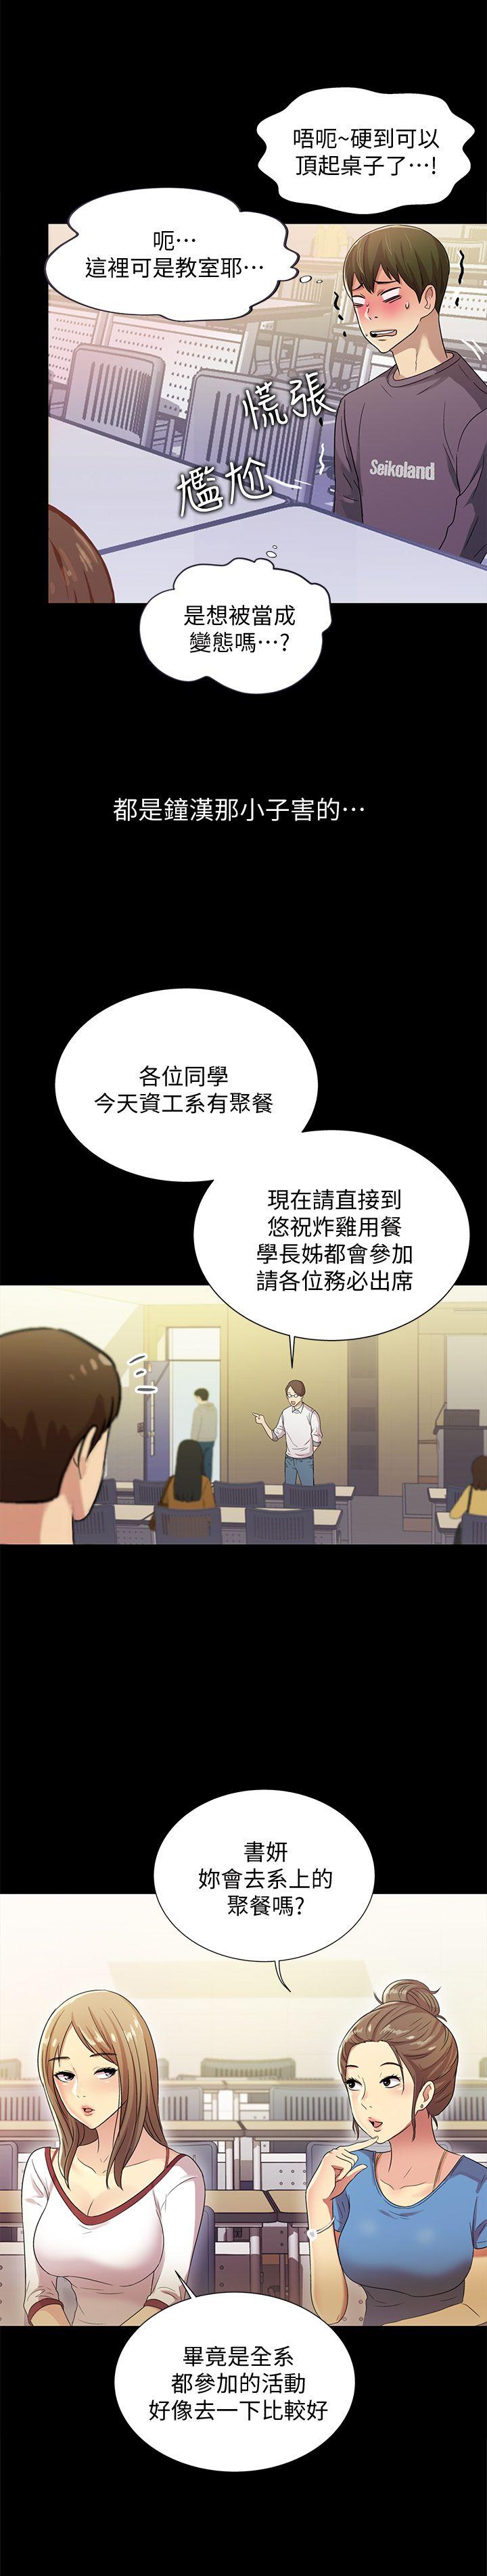 唔呃~硬到可以
頂起桌子了…!
呃…
這裡可是教室耶…
慌張
Seikoland
尷尬
是想被當成
變態嗎…?
都是鐘漢那小子害的…
各位同學
今天資工系有聚餐
現在請直接到
悠祝炸雞用餐
學長姊都會參加
請各位務必出席
書妍
妳會去系上的
聚餐嗎?
畢竟是全系
都參加的活動
好像去一下比較好